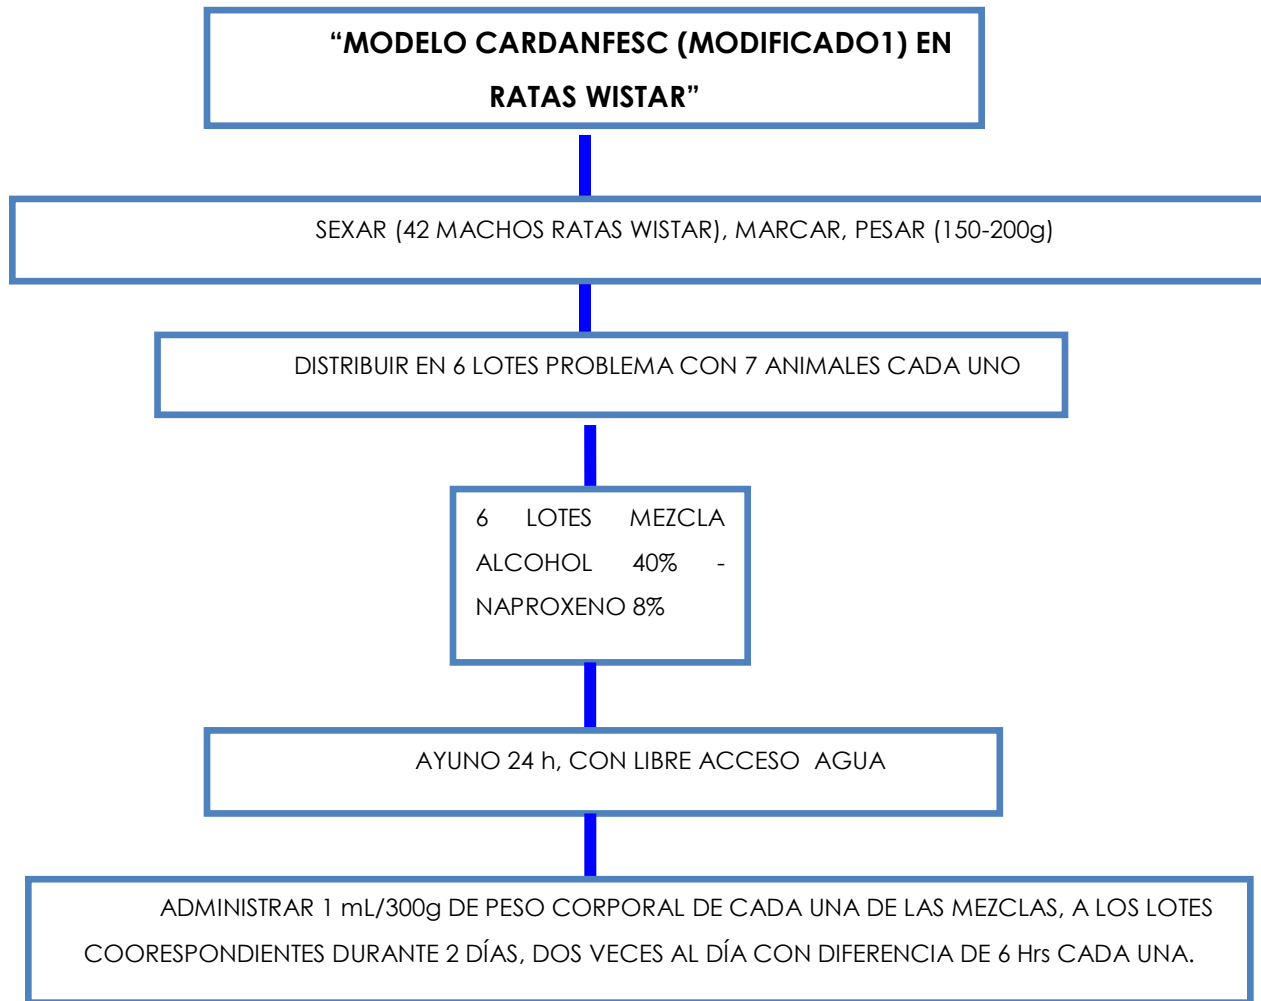 “MODELO CARDANFESC (MODIFICADO1) EN
RATAS WISTAR”
SEXAR (42 MACHOS RATAS WISTAR), MARCAR, PESAR (150-200g)
DISTRIBUIR EN 6 LOTES PROBLEMA CON 7 ANIMALES CADA UNO
6 LOTES MEZCLA
ALCOHOL 40% -
NAPROXENO 8%
AYUNO 24 h, CON LIBRE ACCESO AGUA
ADMINISTRAR 1 mL/300g DE PESO CORPORAL DE CADA UNA DE LAS MEZCLAS, A LOS LOTES
COORESPONDIENTES DURANTE 2 DÍAS, DOS VECES AL DÍA CON DIFERENCIA DE 6 Hrs CADA UNA.